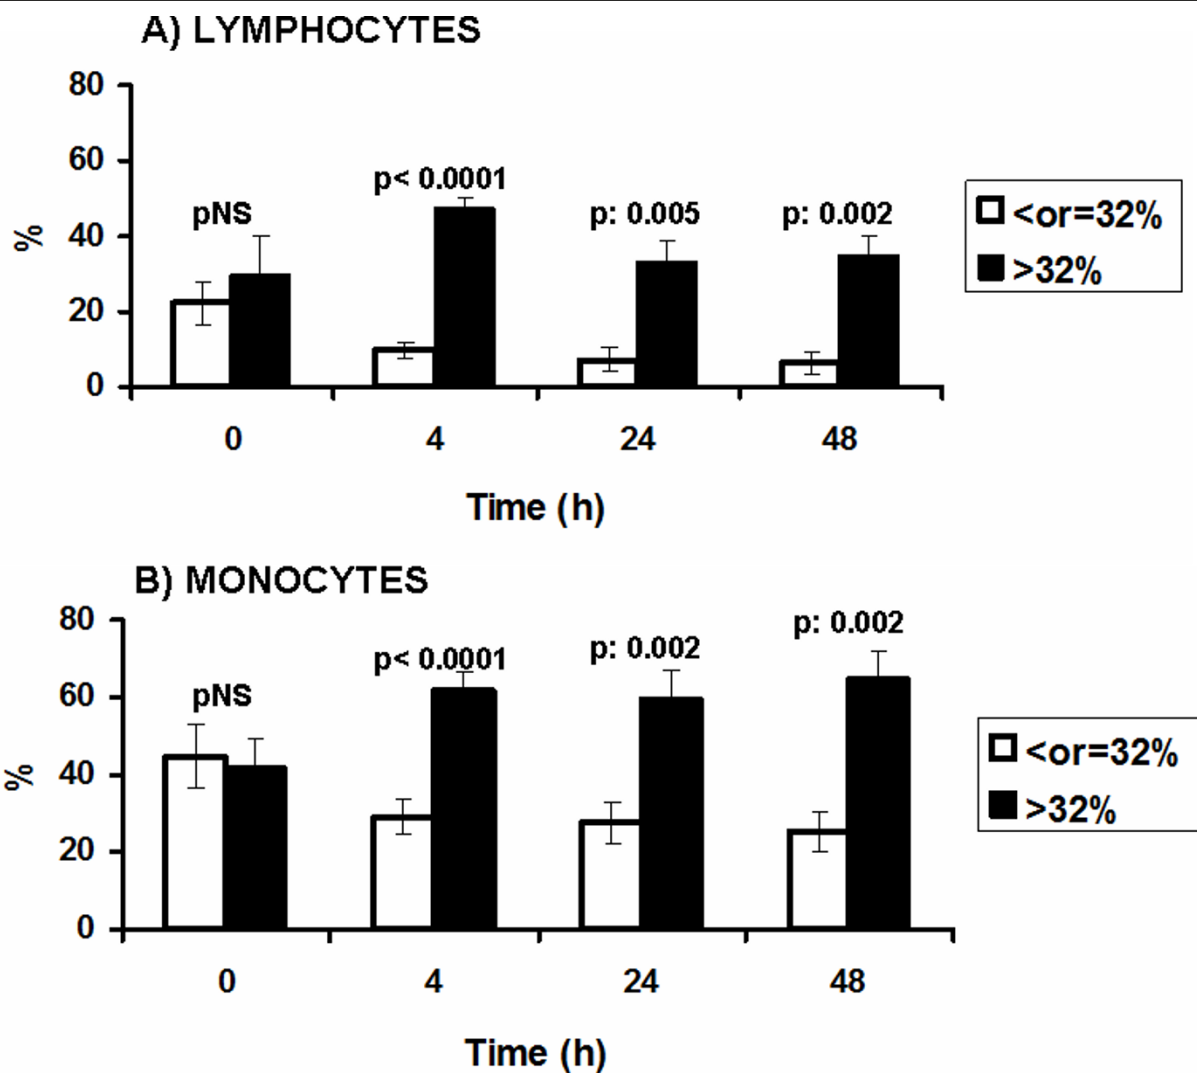 A) LYMPHOCYTES
80
60
40
20
0
%
pNS
p< 0.0001
p: 0.005
p: 0.002
<or=32%
>32%
0 4 24 48
Time (h)
B) MONOCYTES
80
60
40
20
0
%
pNS
p< 0.0001
p: 0.002
p: 0.002
<or=32%
>32%
0 4 24 48
Time (h)